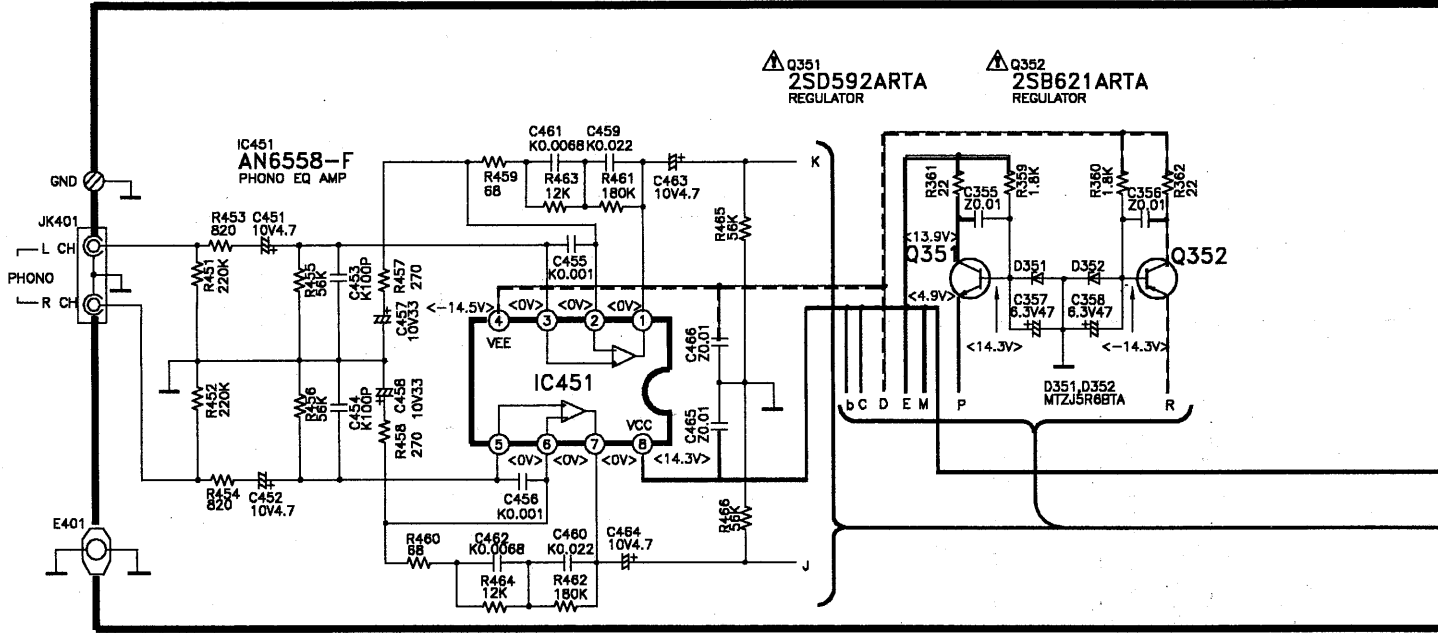 Q351
2SD592ARTA
REGULATOR
Q352
2SB621ARTA
REGULATOR
IC451
AN6558-F
PHONO EQ AMP
C461
K0.0068
C459
K0.022
R459
68
R463
12K
R461
180K
C463
10V4.7
K
GND
JK401
L CH
PHONO
R CH
R453
820
C451
10V4.7
R451
220K
R455
56K
C453
K100P
R457
270
C457
10V33
C455
K0.001
R465
56K
R361
22
C355
Z0.01
R359
1.8K
R360
1.8K
C356
Z0.01
R362
22
<13.9V>
Q351
D351
D352
Q352
<4.9V>
C357
6.3V47
C358
6.3V47
<14.3V>
<-14.3V>
<-14.5V>
<0V>
<0V>
<0V>
4
3
2
1
VEE
C466
Z0.01
IC451
R452
220K
R456
56K
C454
K100P
C458
10V33
R458
270
VCC
5
6
7
8
<0V>
<0V>
<0V>
<14.3V>
C465
Z0.01
b C D E M P R
D351,D352
MTZJ5R6BTA
R454
820
C452
10V4.7
C456
K0.001
R466
56K
E401
R460
68
C462
K0.0068
C460
K0.022
C464
10V4.7
R464
12K
R462
180K
J